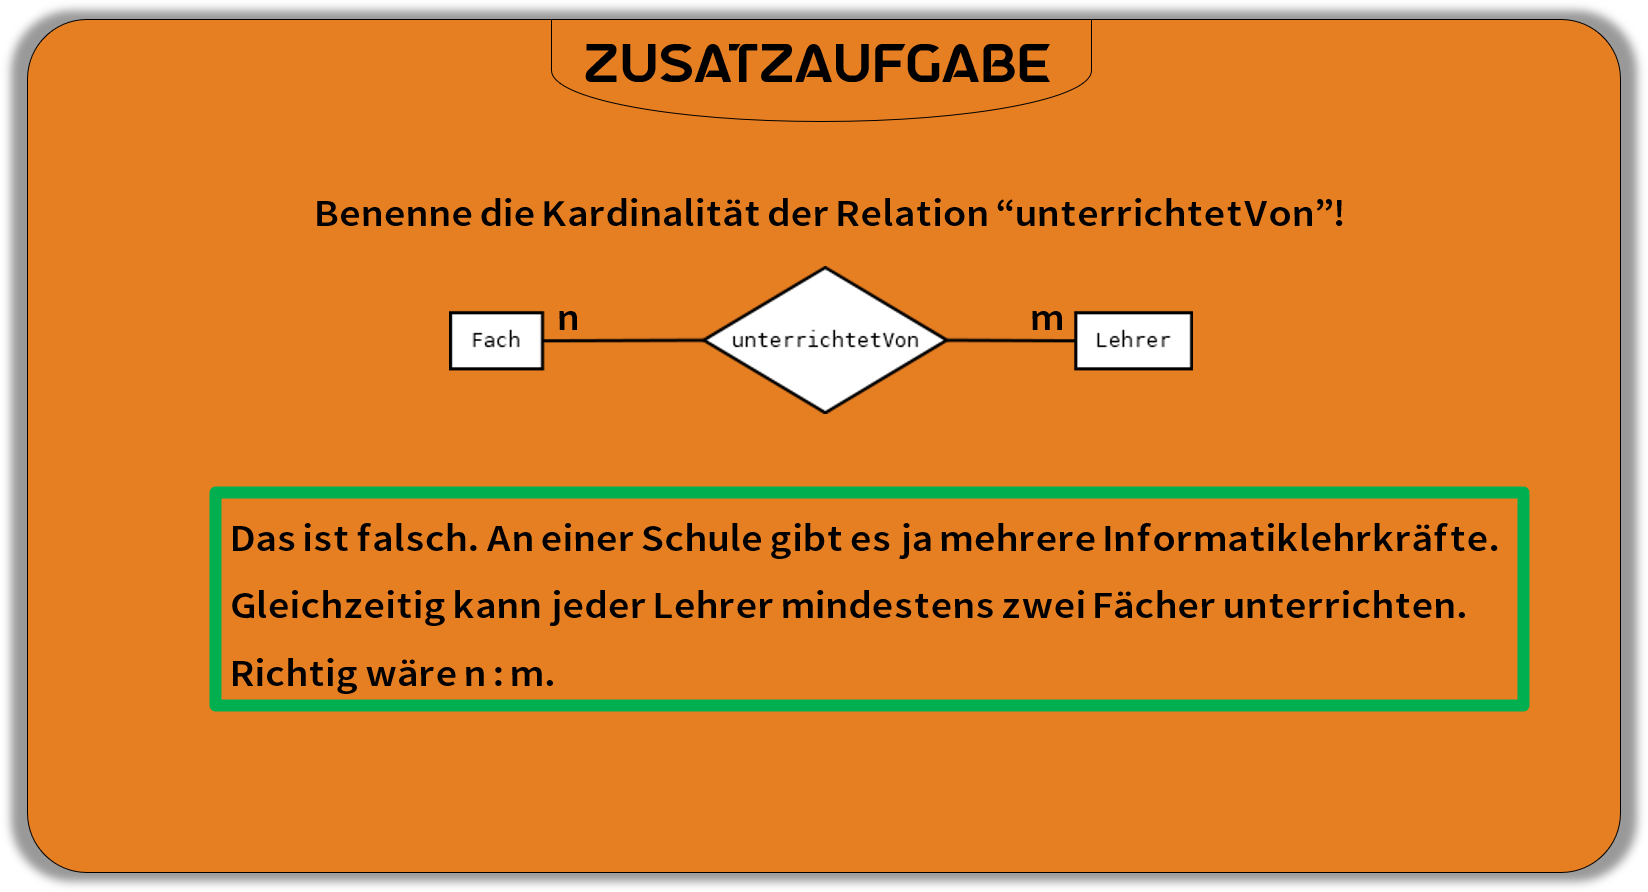 ZUSATZAUFGABE
Benenne die Kardinalität der Relation “unterrichtetVon”!
n
m
Fach
unterrichtetVon
Lehrer
Das ist falsch. An einer Schule gibt es ja mehrere Informatiklehrkräfte.
Gleichzeitig kann jeder Lehrer mindestens zwei Fächer unterrichten.
Richtig wäre n : m.